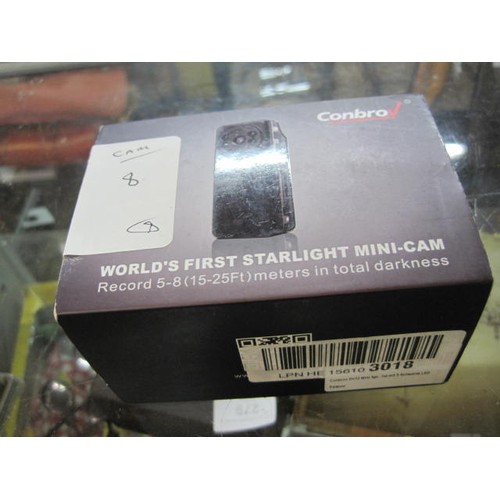 Conbrov®
CAM
8
WORLD'S FIRST STARLIGHT MINI-CAM
Record 5-8(15-25Ft)meters in total darkness
LPN HE 15610 3018